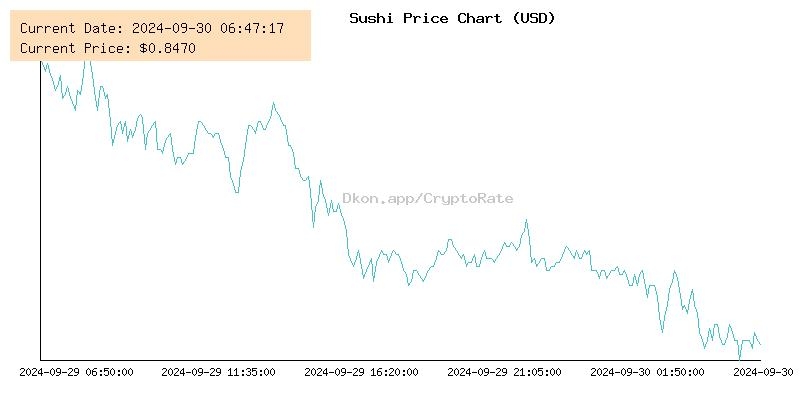 Sushi Price Chart (USD)
Current Date: 2024-09-30 06:47:17
Current Price: $0.8470
Dkon.app/CryptoRate
2024-09-29 06:50:00 2024-09-29 11:35:00 2024-09-29 16:20:00 2024-09-29 21:05:00 2024-09-30 01:50:00 2024-09-30